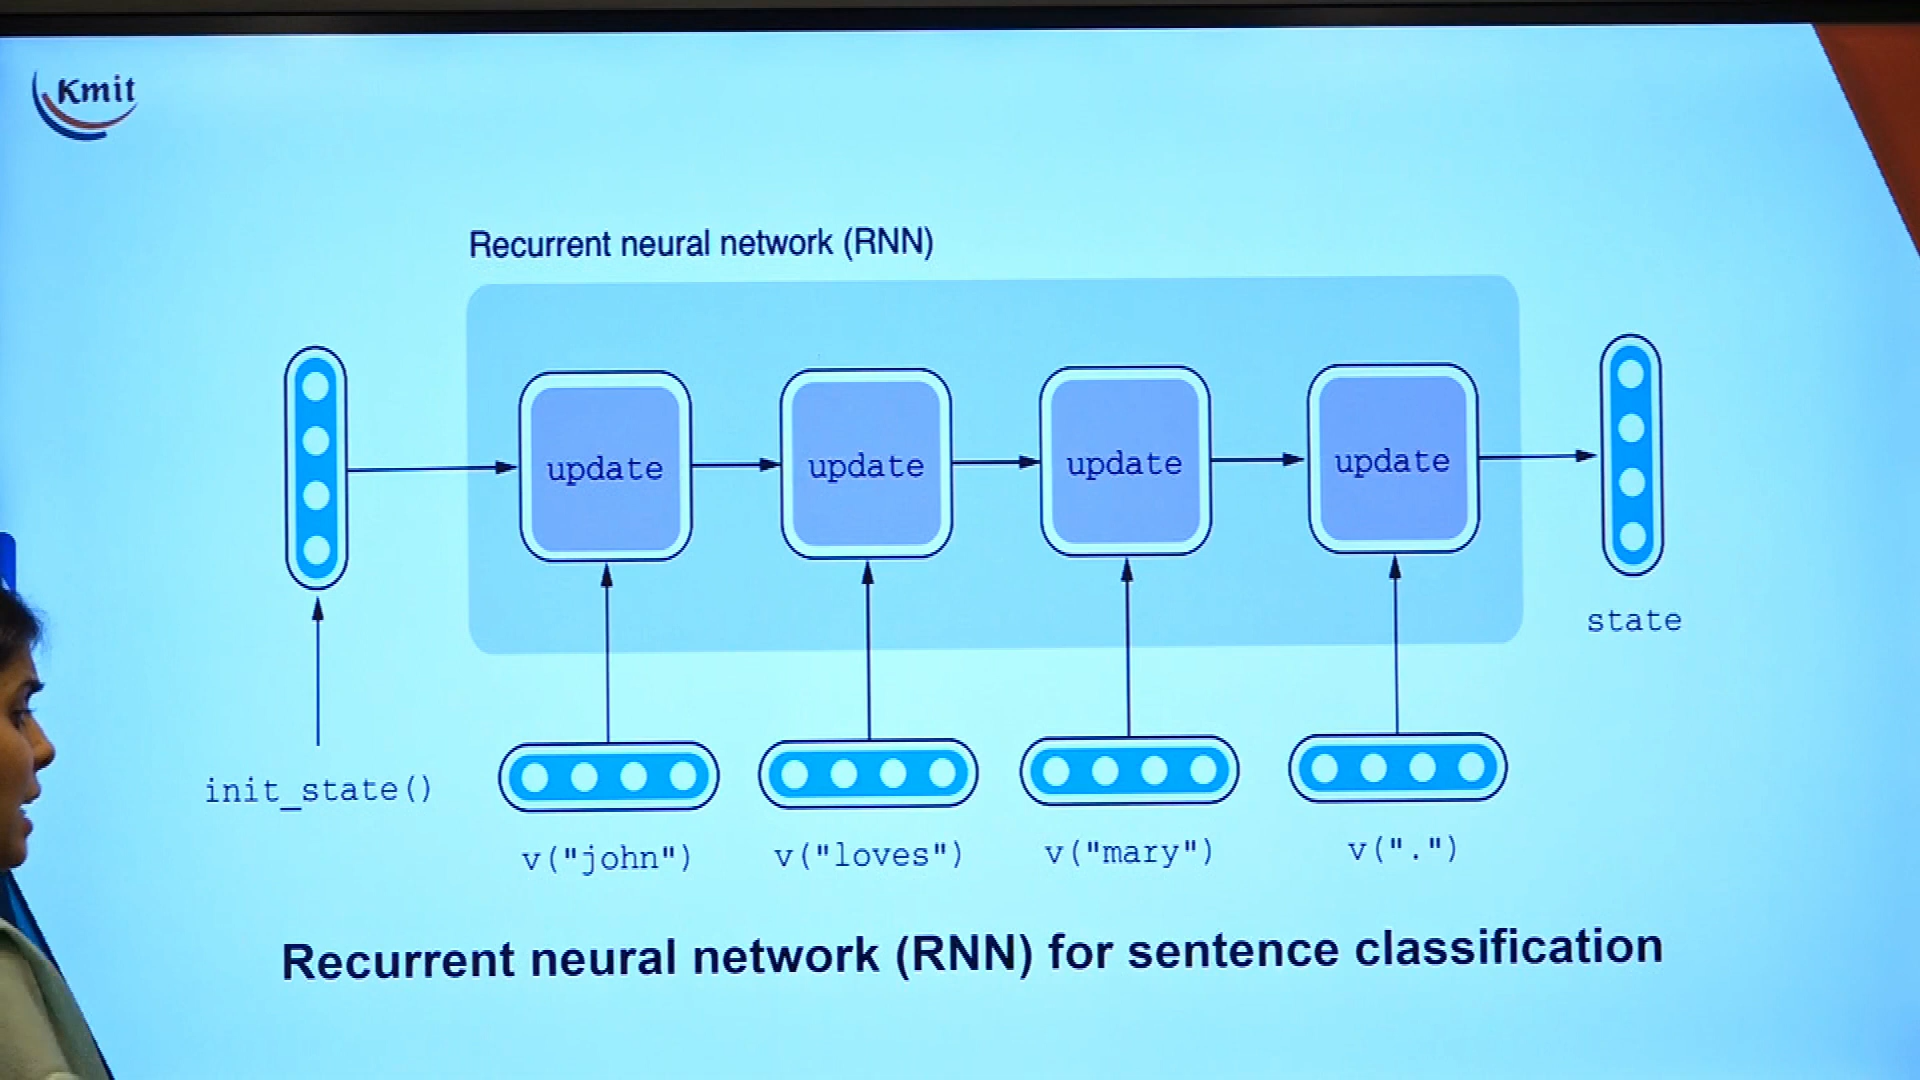 Kmit
Recurrent neural network (RNN)
update update update update
state
init_state()
v("john") v("loves") v("mary") v(".")
Recurrent neural network (RNN) for sentence classification